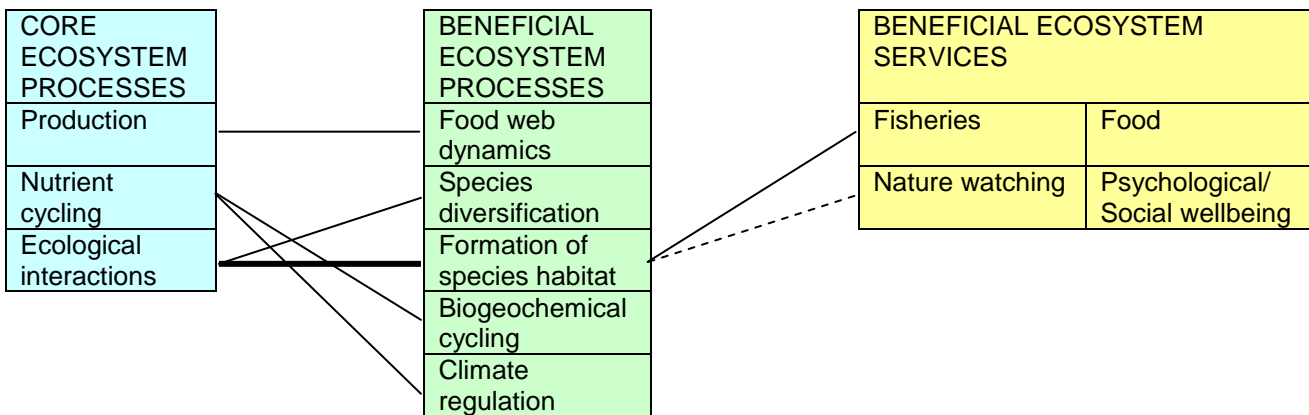 CORE
ECOSYSTEM
PROCESSES
Production
Nutrient
cycling
Ecological
interactions
BENEFICIAL
ECOSYSTEM
PROCESSES
Food web
dynamics
Species
diversification
Formation of
species habitat
Biogeochemical
cycling
Climate
regulation
BENEFICIAL ECOSYSTEM
SERVICES
Fisheries
Food
Nature watching
Psychological/
Social wellbeing